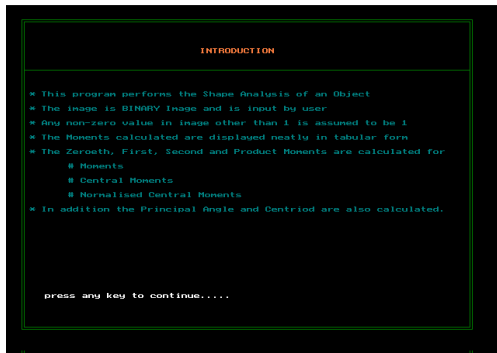 INTRODUCTION
* This program performs the Shape Analysis of an Object
* The image is BINARY Image and is input by user
* Any non-zero value in image other than 1 is assumed to be 1
* The Moments calculated are displayed neatly in tabular form
* The Zeroeth, First, Second and Product Moments are calculated for
# Moments
# Central Moments
# Normalised Central Moments
* In addition the Principal Angle and Centriod are also calculated.
press any key to continue.....